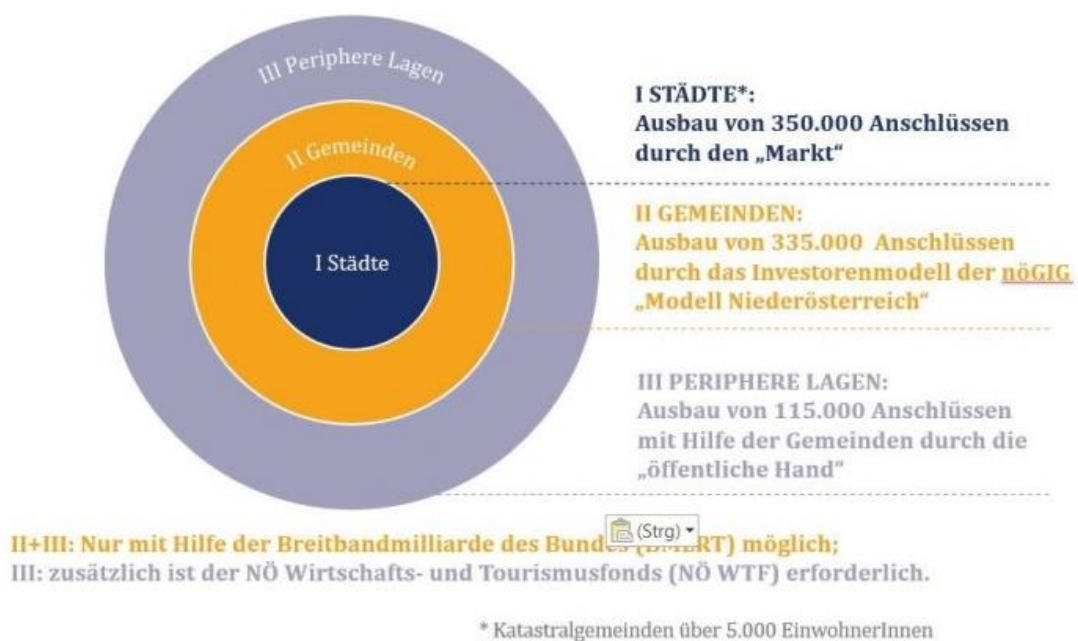 III Periphere Lagen
II Gemeinden
I Städte
I STÄDTE*:
Ausbau von 350.000 Anschlüssen
durch den „Markt“
II GEMEINDEN:
Ausbau von 335.000 Anschlüssen
durch das Investorenmodell der nöGIG
„Modell Niederösterreich“
III PERIPHERE LAGEN:
Ausbau von 115.000 Anschlüssen
mit Hilfe der Gemeinden durch die
„öffentliche Hand“
(Strg)
II+III: Nur mit Hilfe der Breitbandmilliarde des Bundes möglich;
III: zusätzlich ist der NÖ Wirtschafts- und Tourismusfonds (NÖ WTF) erforderlich.
* Katastralgemeinden über 5.000 EinwohnerInnen